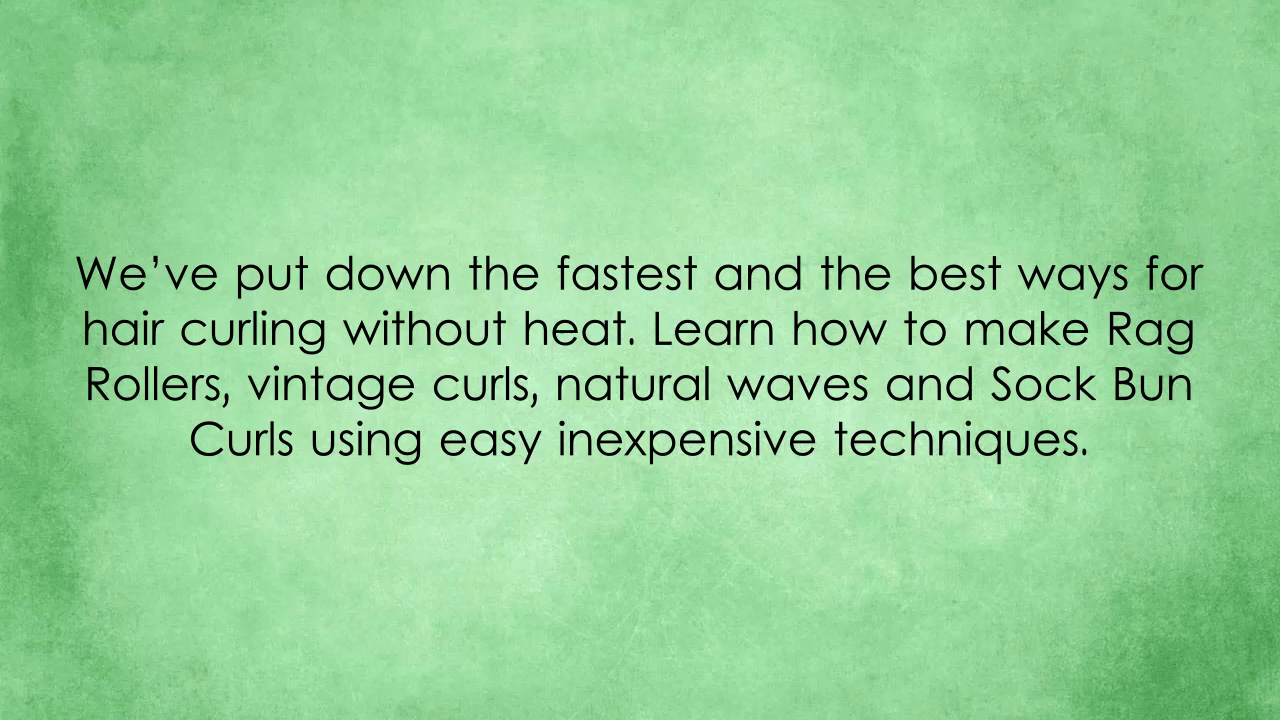 We’ve put down the fastest and the best ways for
hair curling without heat. Learn how to make Rag
Rollers, vintage curls, natural waves and Sock Bun
Curls using easy inexpensive techniques.